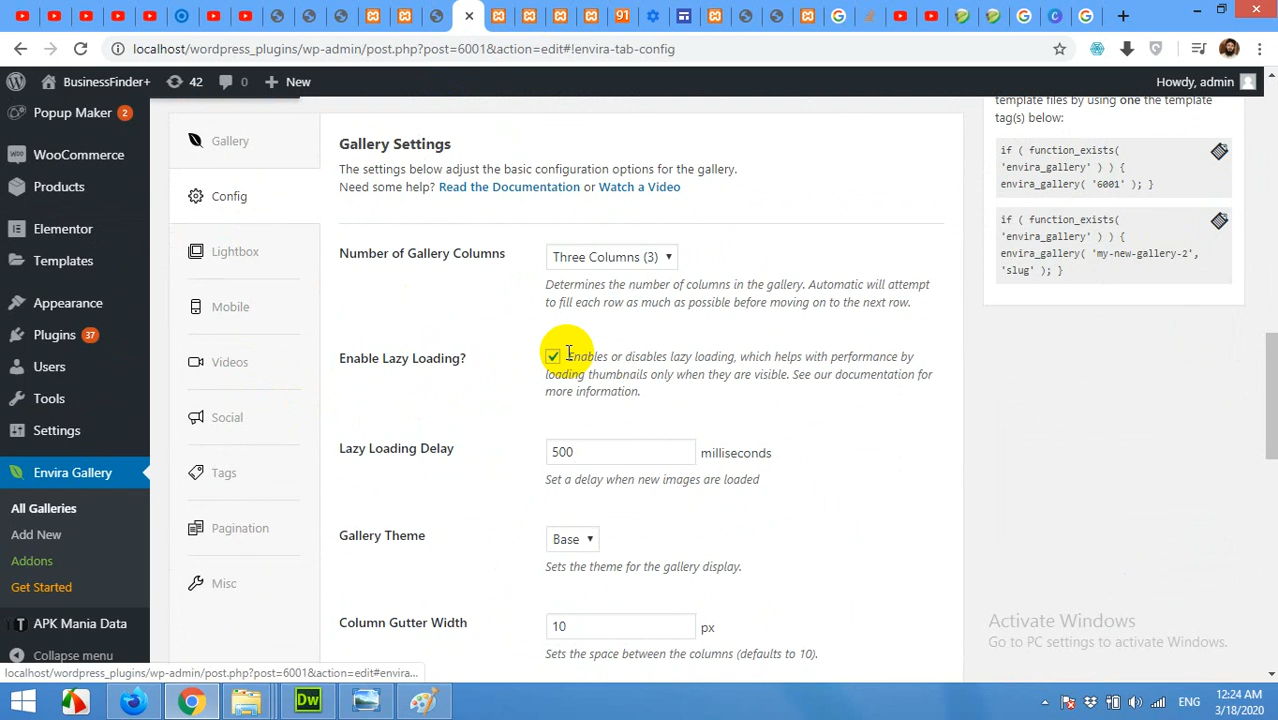 91
localhost/wordpress_plugins/wp-admin/post.php?post=6001&action=edit#!envira-tab-config
BusinessFinder+
42
0
New
Howdy, admin
Popup Maker 2
WooCommerce
Products
Elementor
Templates
Appearance
Plugins 37
Users
Tools
Settings
Envira Gallery
All Galleries
Add New
Addons
Get Started
APK Mania Data
Collapse menu
Gallery
Config
Lightbox
Mobile
Videos
Social
Tags
Pagination
Misc
Gallery Settings
The settings below adjust the basic configuration options for the gallery.
Need some help? Read the Documentation or Watch a Video
Number of Gallery Columns
Three Columns (3)
Determines the number of columns in the gallery. Automatic will attempt
to fill each row as much as possible before moving on to the next row.
Enable Lazy Loading?
Enables or disables lazy loading, which helps with performance by
loading thumbnails only when they are visible. See our documentation for
more information.
Lazy Loading Delay
500 milliseconds
Set a delay when new images are loaded
Gallery Theme
Base
Sets the theme for the gallery display.
Column Gutter Width
10 px
Sets the space between the columns (defaults to 10).
template files by using one the template
tag(s) below:
if ( function_exists(
'envira_gallery' ) ) {
envira_gallery( '6001' ); }
if ( function_exists(
'envira_gallery' ) ) {
envira_gallery( 'my-new-gallery-2',
'slug' ); }
Activate Windows
Go to PC settings to activate Windows.
localhost/wordpress_plugins/wp-admin/post.php?post=6001&action=edit#envira...
Dw
ENG
12:24 AM
3/18/2020